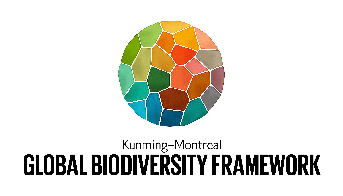 Kunming–Montreal
GLOBAL BIODIVERSITY FRAMEWORK